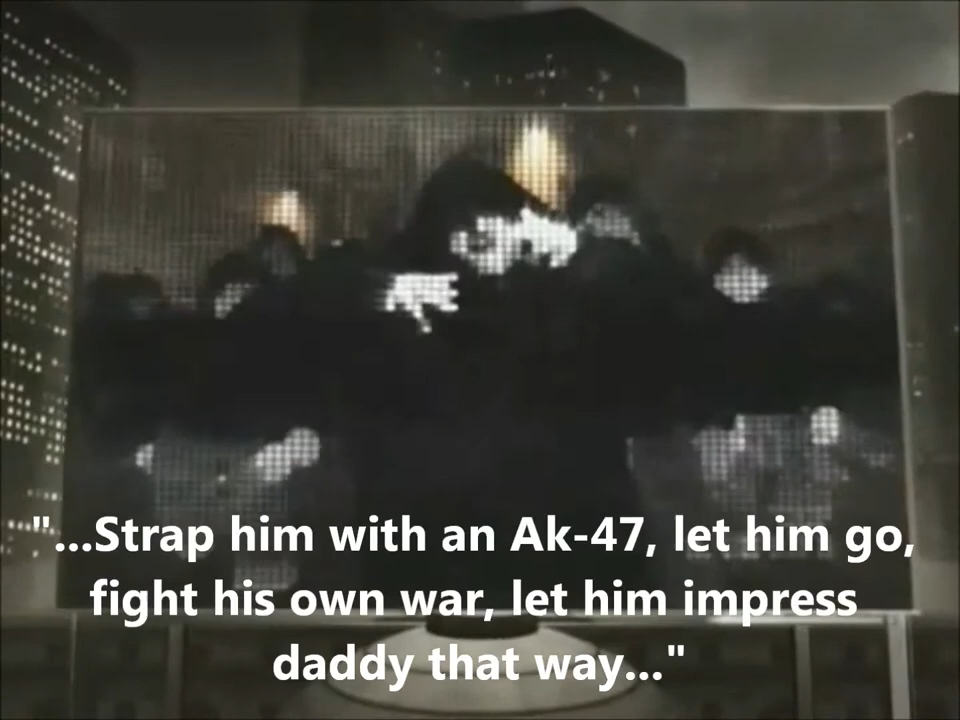 "...Strap him with an Ak-47, let him go,
fight his own war, let him impress
daddy that way..."